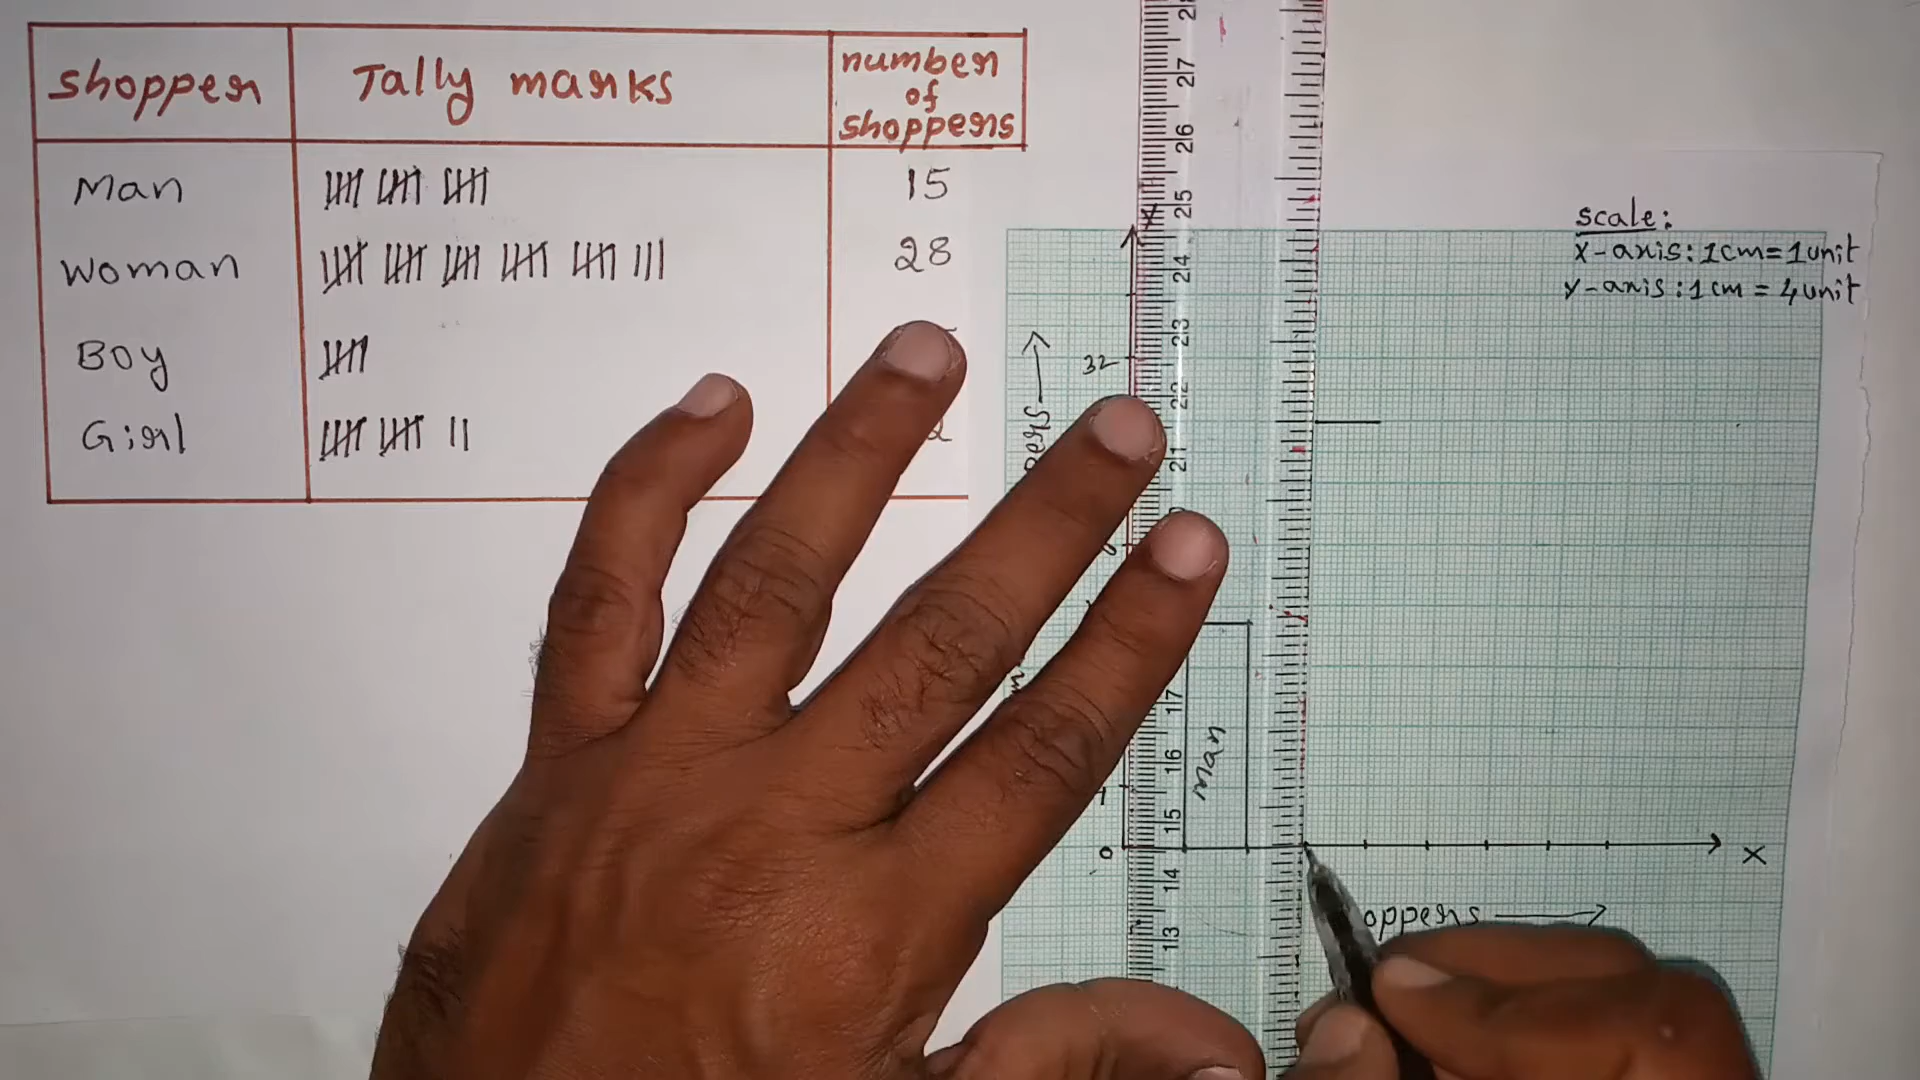 shopper
Tally marks
number
of
shoppers
Man
15
Woman
28
Boy
Girl
scale:
x-axis: 1cm=1unit
y-axis: 1cm = 4unit
32
Man
0
X
28
27
26
25
24
23
22
21
17
16
15
14
13